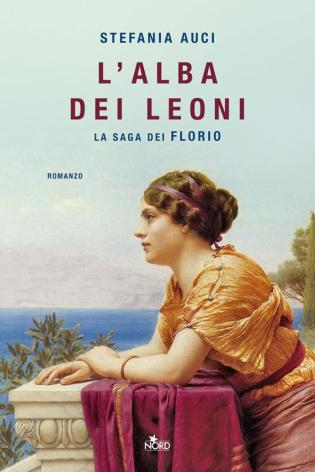 STEFANIA AUCI
L'ALBA
DEI LEONI
LA SAGA DEI FLORIO
ROMANZO
NORD